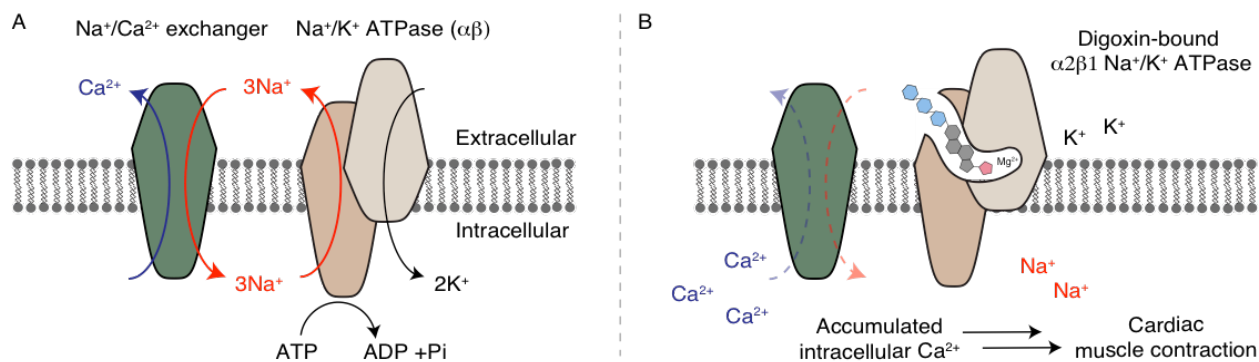 A
Na⁺/Ca²⁺ exchanger
Na⁺/K⁺ ATPase (αβ)
Ca²⁺
3Na⁺
Extracellular
Intracellular
3Na⁺
2K⁺
ATP
ADP +Pi
B
Digoxin-bound
α2β1 Na⁺/K⁺ ATPase
K⁺
K⁺
Mg²⁺
Ca²⁺
Ca²⁺
Ca²⁺
Na⁺
Na⁺
Accumulated
intracellular Ca²⁺
Cardiac
muscle contraction